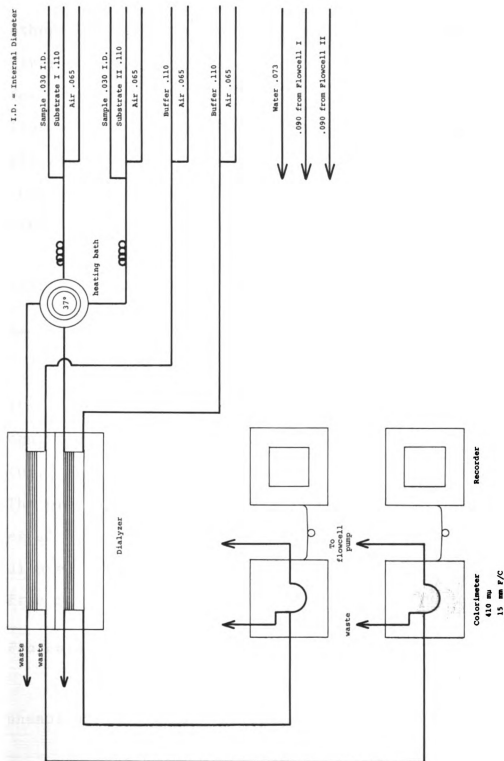 I.D. = Internal Diameter
Sample .030 I.D.
Substrate I .110
Air .065
Sample .030 I.D.
Substrate II .110
Air .065
Buffer .110
Air .065
Buffer .110
Air .065
Water .073
.090 from Flowcell I
.090 from Flowcell II
heating bath
37°
Dialyzer
waste
waste
To
flowcell
pump
waste
Recorder
Colorimeter
410 mμ
15 mm F/C